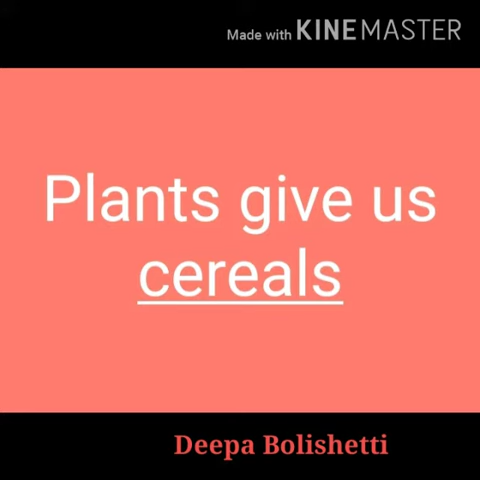 Made with KINEMASTER
Plants give us
cereals
Deepa Bolishetti